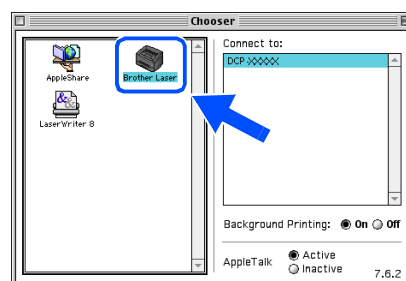 Chooser
AppleShare
Brother Laser
LaserWriter 8
Connect to:
DCP-XXXXX
Background Printing: On Off
AppleTalk
Active
Inactive
7.6.2